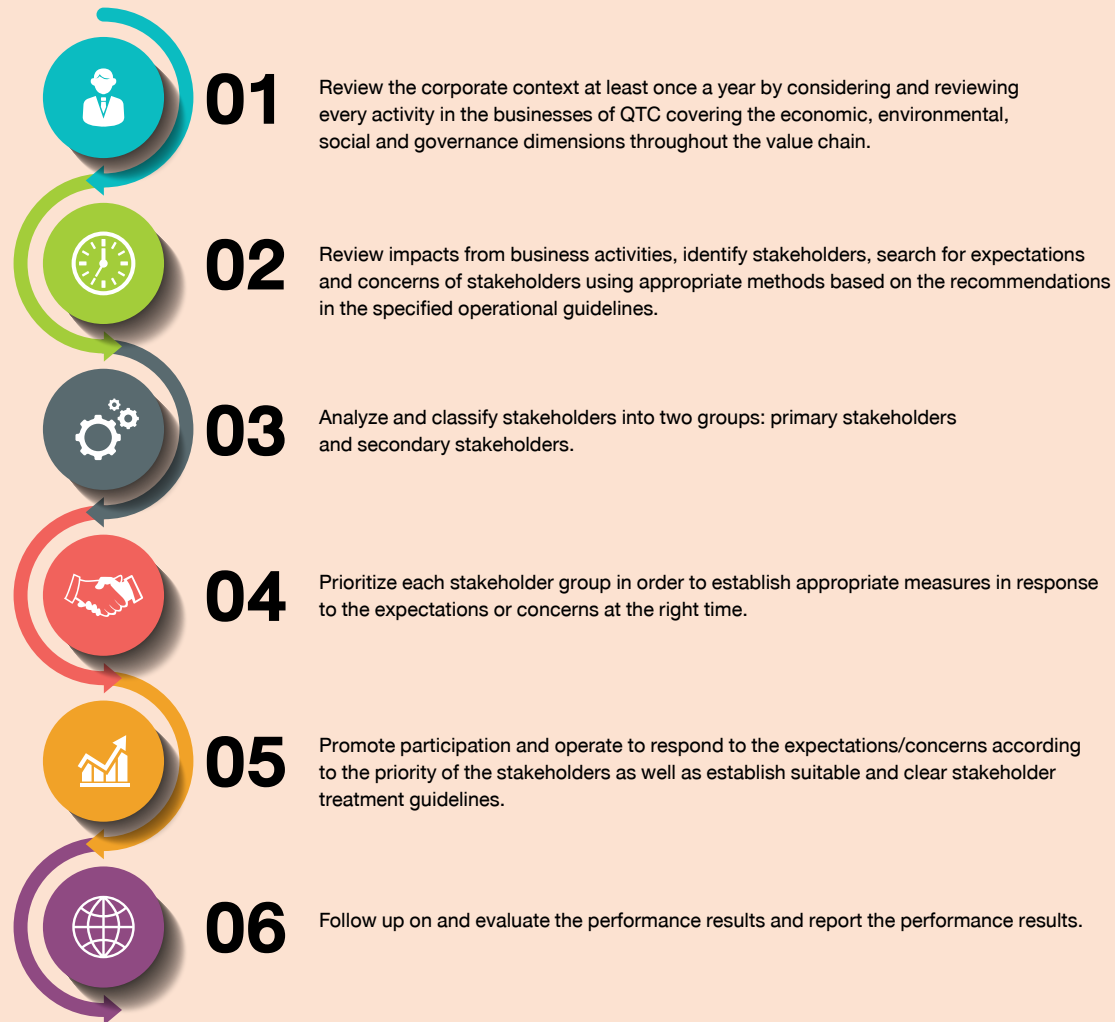 01
Review the corporate context at least once a year by considering and reviewing
every activity in the businesses of QTC covering the economic, environmental,
social and governance dimensions throughout the value chain.
02
Review impacts from business activities, identify stakeholders, search for expectations
and concerns of stakeholders using appropriate methods based on the recommendations
in the specified operational guidelines.
03
Analyze and classify stakeholders into two groups: primary stakeholders
and secondary stakeholders.
04
Prioritize each stakeholder group in order to establish appropriate measures in response
to the expectations or concerns at the right time.
05
Promote participation and operate to respond to the expectations/concerns according
to the priority of the stakeholders as well as establish suitable and clear stakeholder
treatment guidelines.
06
Follow up on and evaluate the performance results and report the performance results.